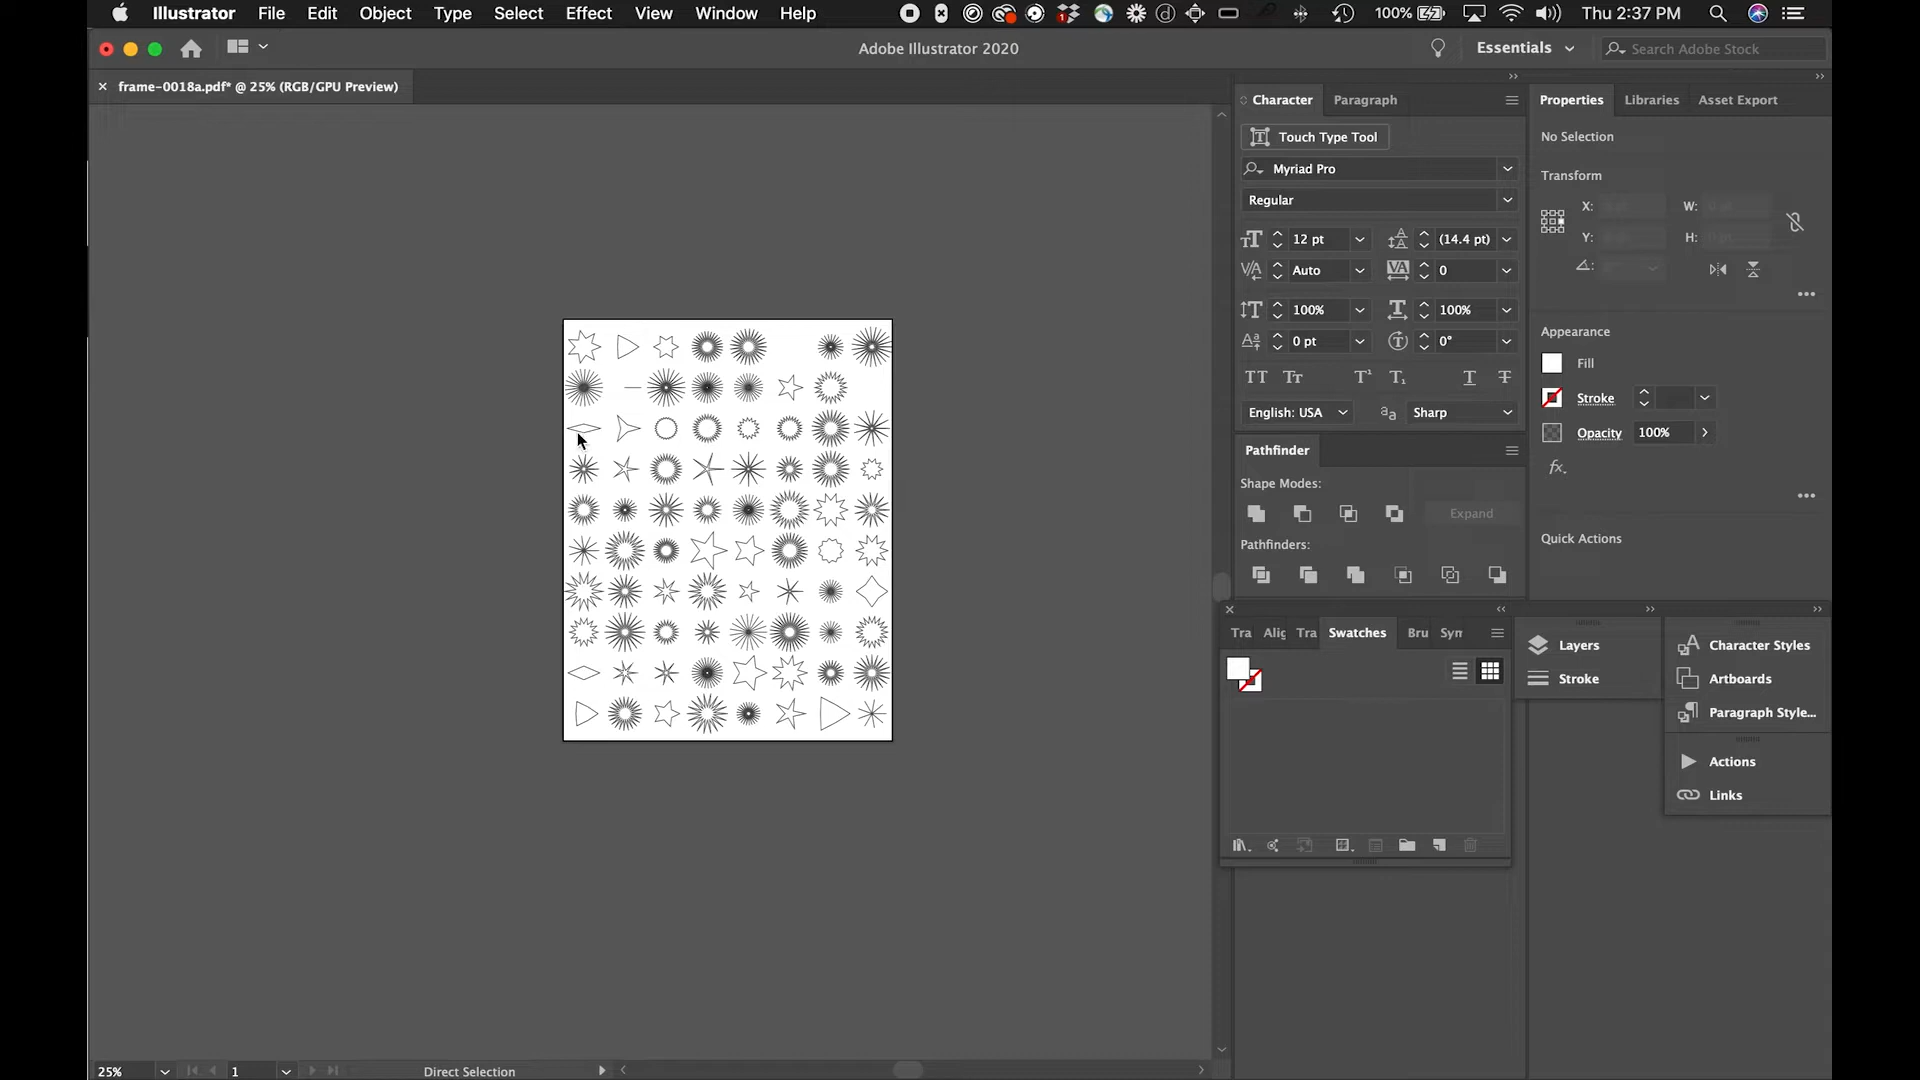 Illustrator File Edit Object Type Select Effect View Window Help 1 100% Thu 2:37 PM
Adobe Illustrator 2020 Essentials Search Adobe Stock
× frame-0018a.pdf* @ 25% (RGB/GPU Preview)
Character Paragraph
Touch Type Tool
Myriad Pro
Regular
12 pt (14.4 pt)
Auto 0
100% 100%
0 pt 0°
English: USA Sharp
Pathfinder
Shape Modes:
Expand
Pathfinders:
Properties Libraries Asset Export
No Selection
Transform
X: W:
Y: H:
Appearance
Fill
Stroke
Opacity 100%
fx.
Quick Actions
Tra Alig Tra Swatches Bru Syn
Layers
Stroke
Character Styles
Artboards
Paragraph Style...
Actions
Links
25% 1 Direct Selection